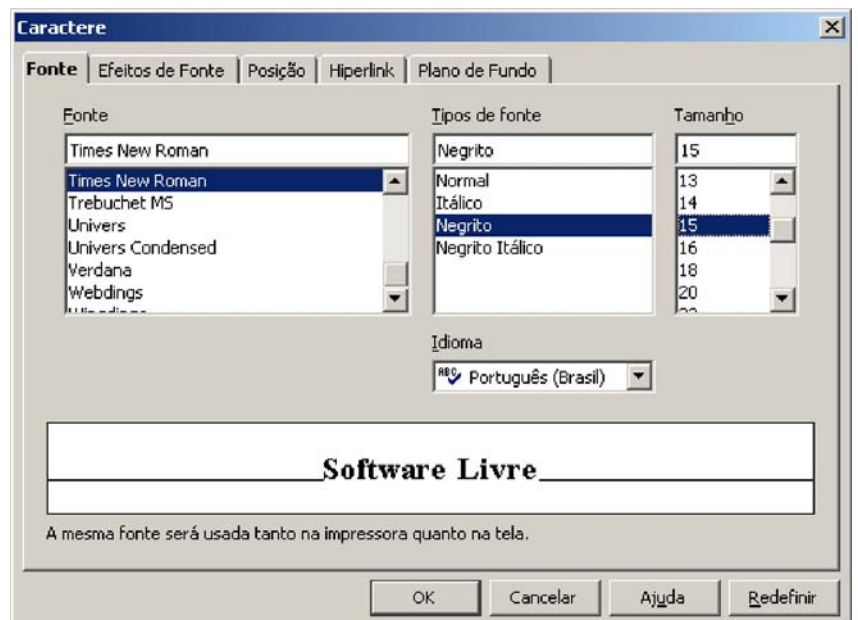 Caractere
Fonte Efeitos de Fonte Posição Hiperlink Plano de Fundo
Fonte Tipos de fonte Tamanho
Times New Roman Negrito 15
Times New Roman Normal 13
Trebuchet MS Itálico 14
Univers Negrito 15
Univers Condensed Negrito Itálico 16
Verdana 18
Webdings 20
Idioma
ABC Português (Brasil)
Software Livre
A mesma fonte será usada tanto na impressora quanto na tela.
OK Cancelar Ajuda Redefinir